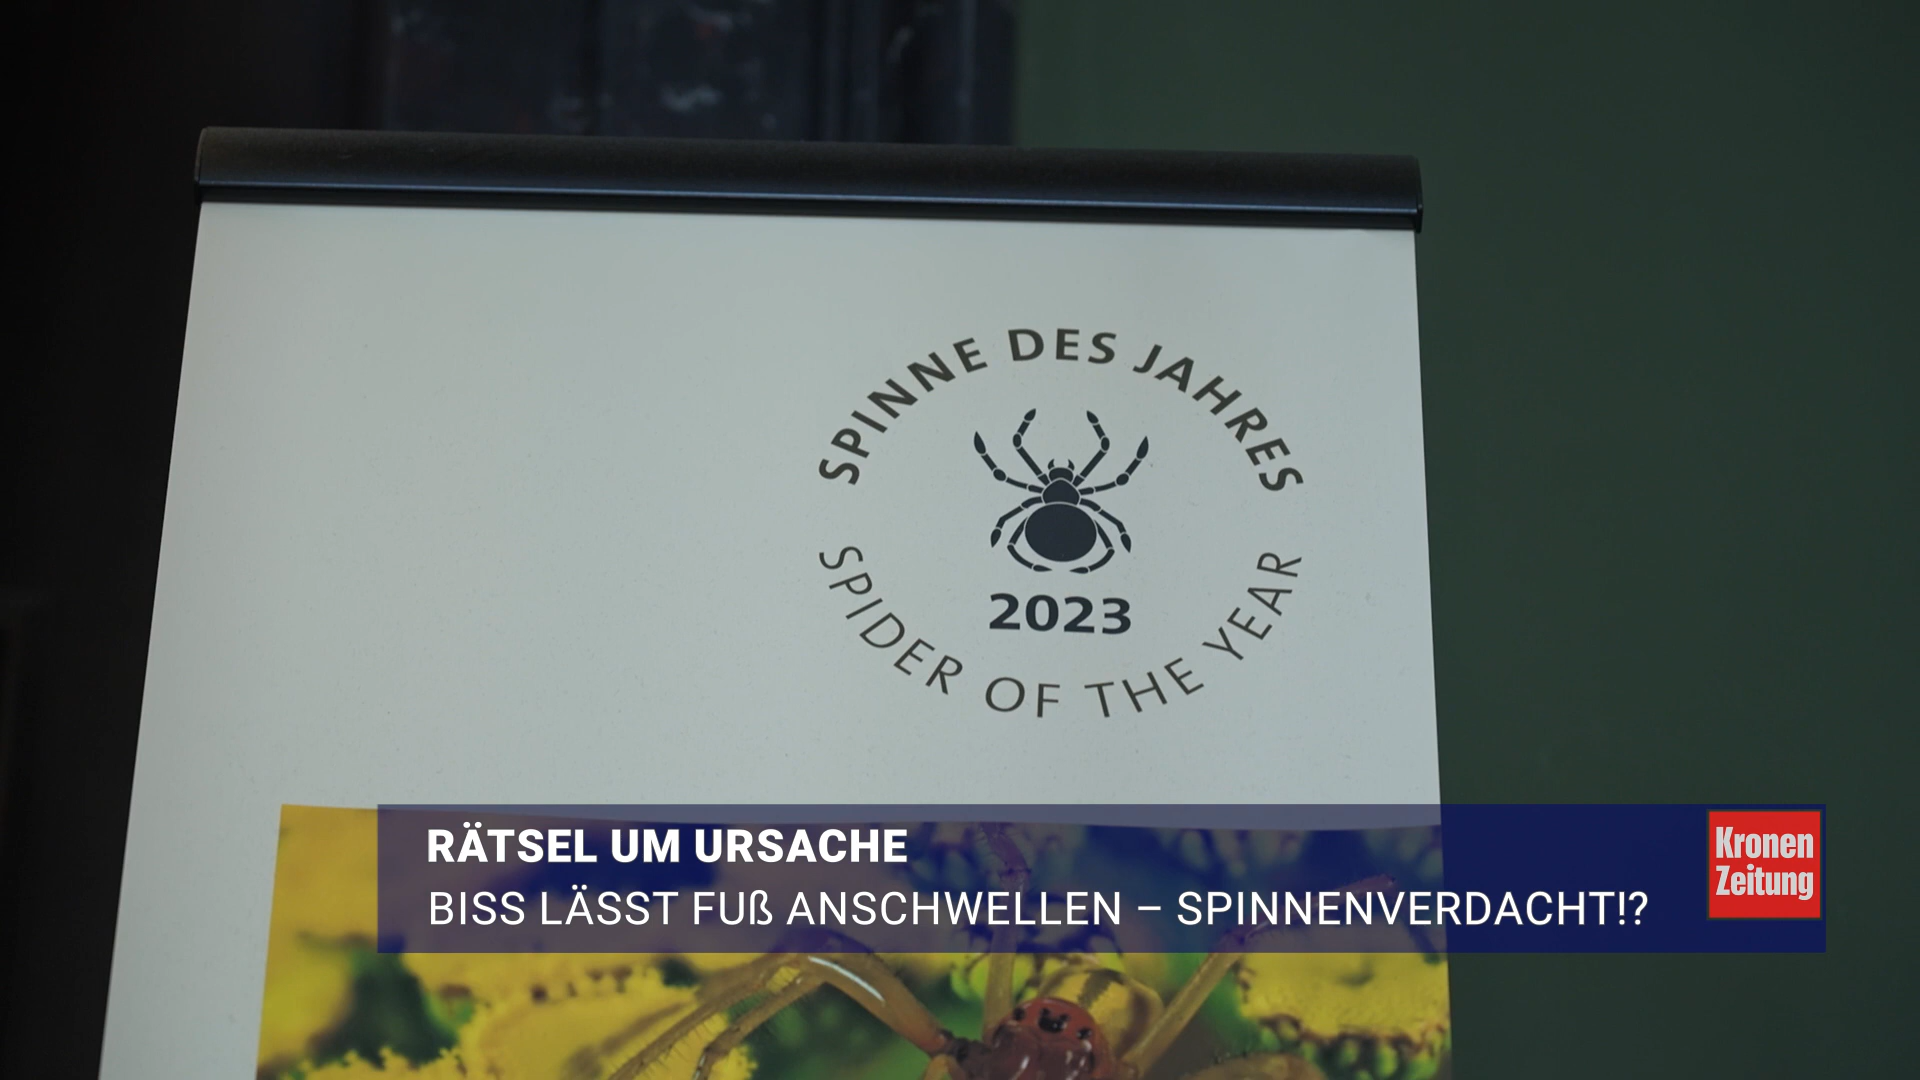 SPINNE DES JAHRES
2023
SPIDER OF THE YEAR
RÄTSEL UM URSACHE
BISS LÄSST FUß ANSCHWELLEN – SPINNENVERDACHT!?
Kronen
Zeitung